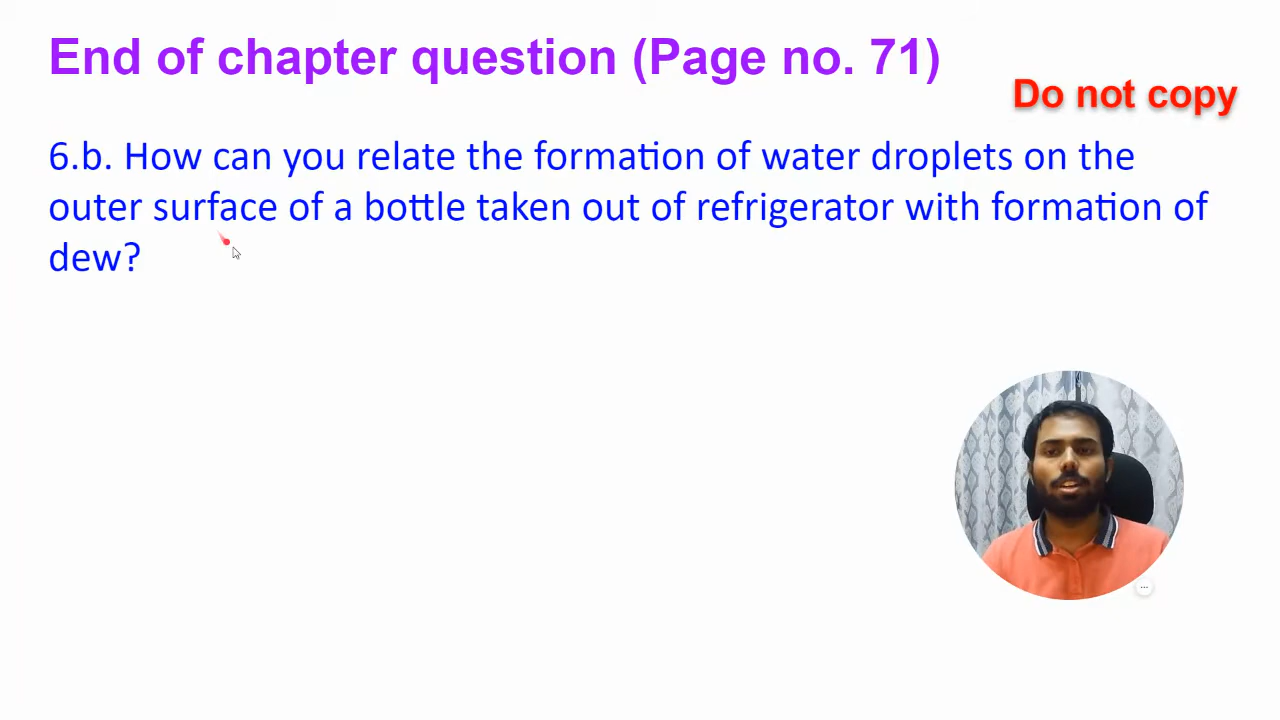 End of chapter question (Page no. 71)
Do not copy
6.b. How can you relate the formation of water droplets on the
outer surface of a bottle taken out of refrigerator with formation of
dew?